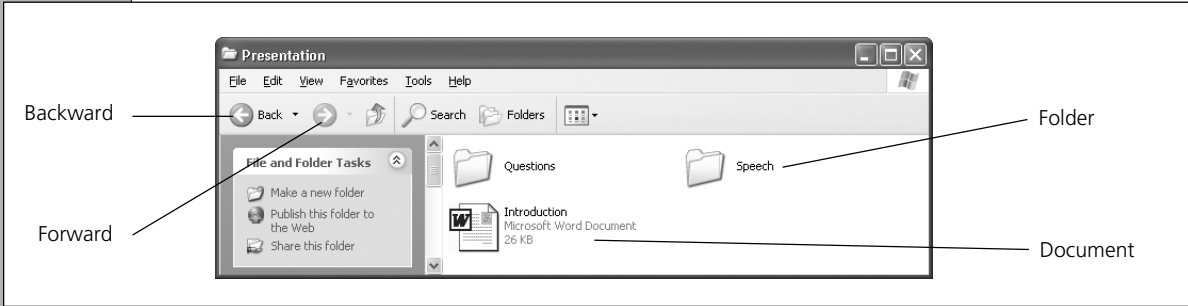 Presentation
File Edit View Favorites Tools Help
Backward
Back Search Folders
Folder
File and Folder Tasks
Questions
Speech
Make a new folder
Publish this folder to
the Web
Share this folder
Introduction
Microsoft Word Document
26 KB
Forward
Document